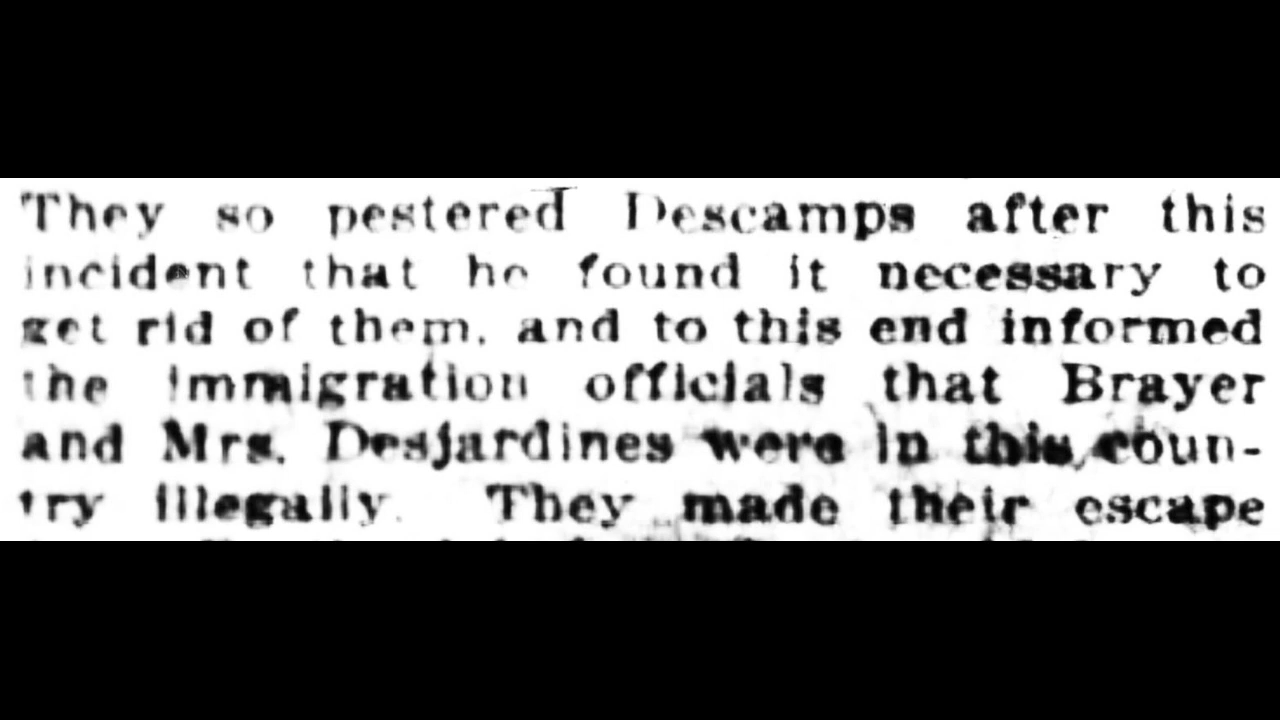 They so pestered Descamps after this
incident that he found it necessary to
get rid of them, and to this end informed
the immigration officials that Brayer
and Mrs. Desjardines were in this coun-
try illegally. They made their escape